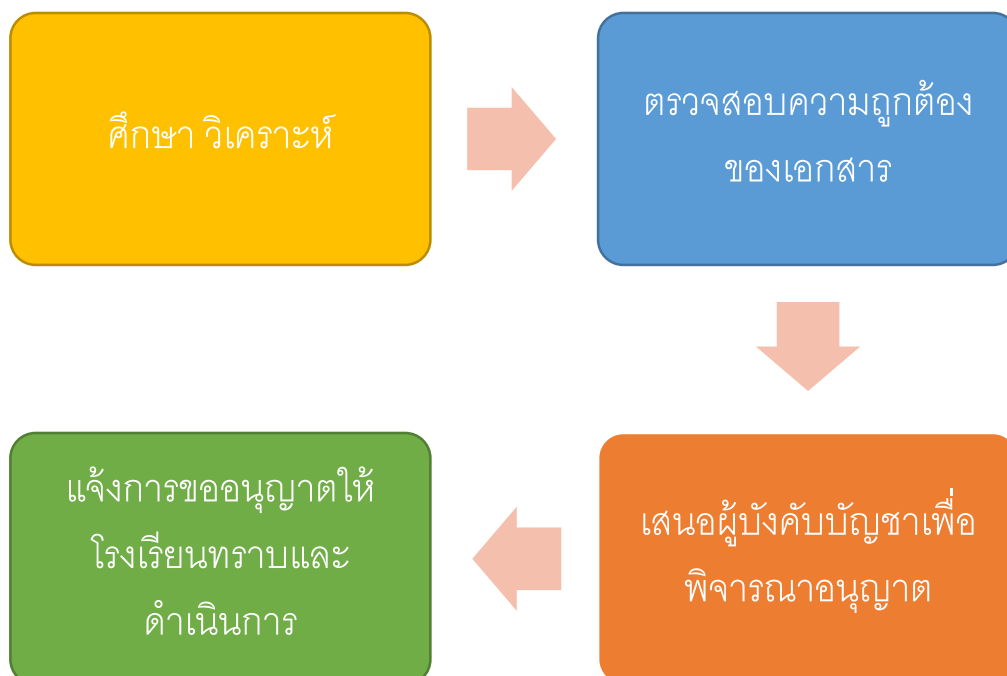 ศึกษา วิเคราะห์
ตรวจสอบความถูกต้อง
ของเอกสาร
เสนอผู้บังคับบัญชาเพื่อ
พิจารณาอนุญาต
แจ้งการขออนุญาตให้
โรงเรียนทราบและ
ดำเนินการ